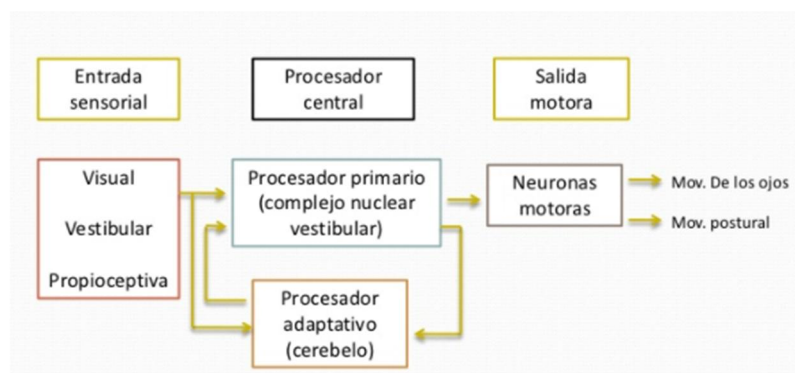 Entrada
sensorial
Procesador
central
Salida
motora
Visual
Vestibular
Propioceptiva
Procesador primario
(complejo nuclear
vestibular)
Neuronas
motoras
Mov. De los ojos
Mov. postural
Procesador
adaptativo
(cerebelo)